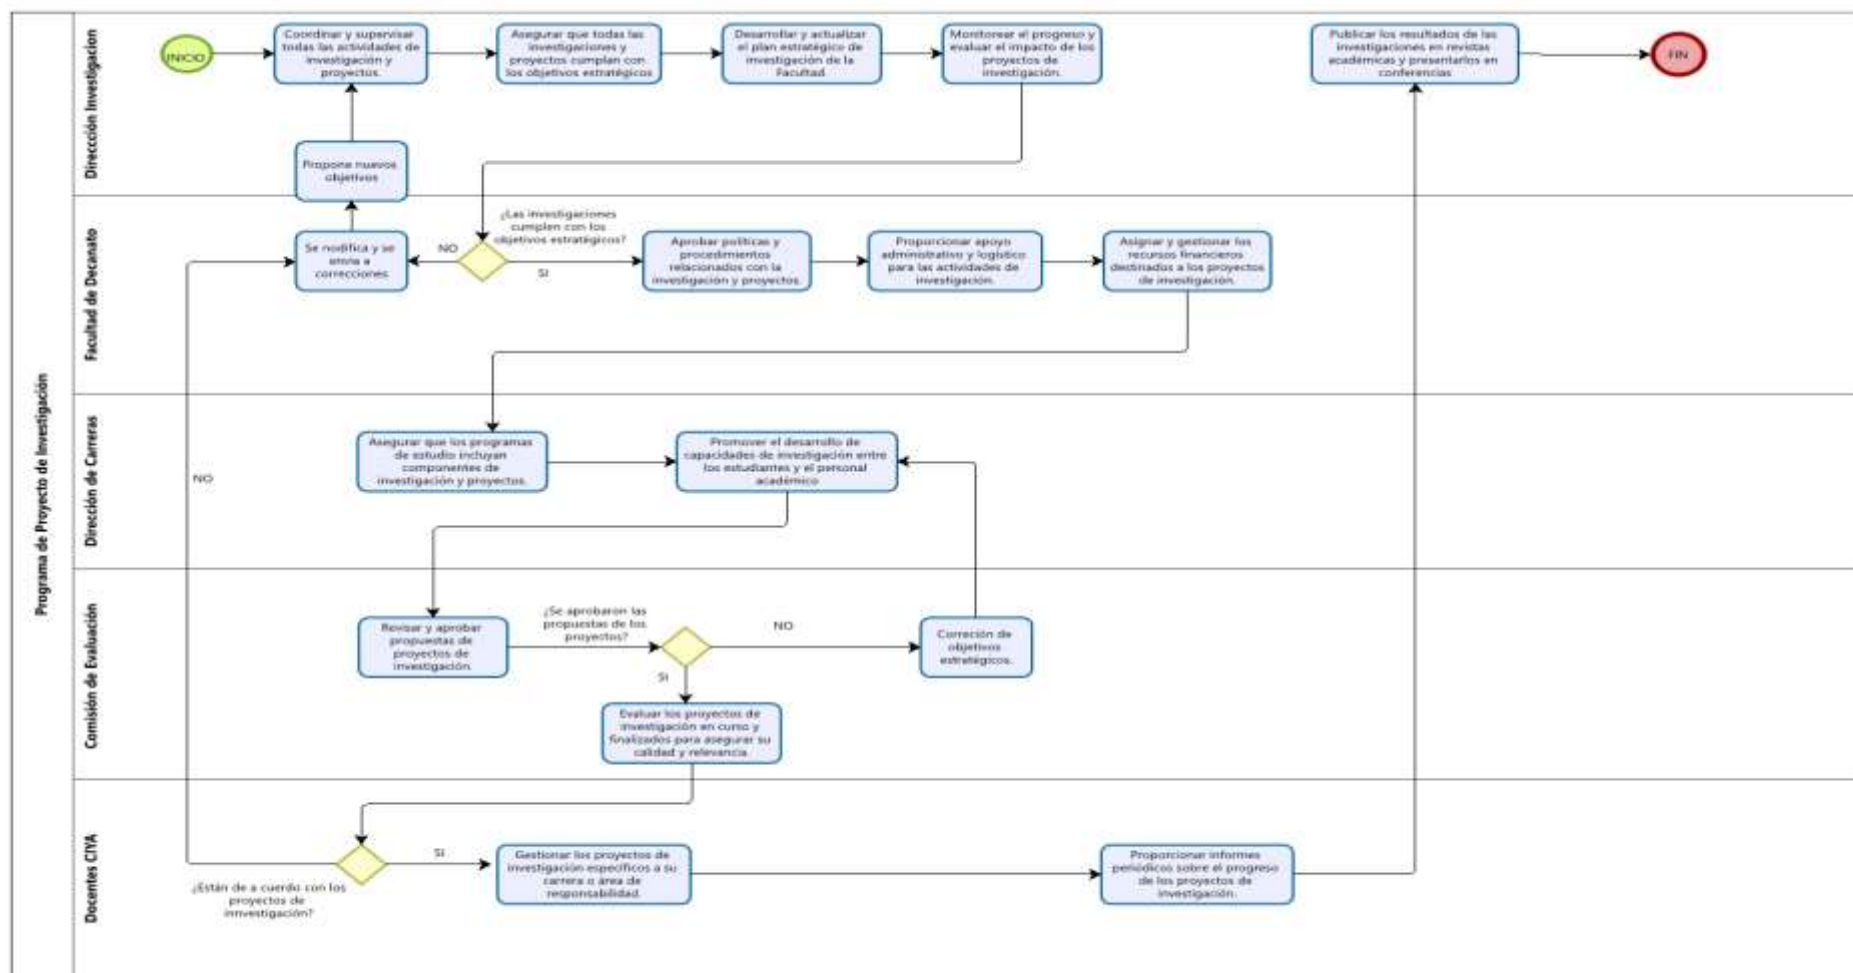 Programa de Proyecto de Investigación
Direccción Investigacion
INICIO
Coordinar y supervisar
todas las actividades de
investigación y
proyectos.
Asegurar que todas las
investigaciones y
proyectos cumplan con
los objetivos estratégicos
Desarrollar y actualizar
el plan estratégico de
investigación de la
Facultad.
Monitorear el progreso y
evaluar el impacto de los
proyectos de
investigación.
Publicar los resultados de las
investigaciones en revistas
académicas y presentarlos en
conferencias
FIN
Propone nuevos
objetivos
Facultad de Decanato
Se nodifica y se
envia a
correcciones
NO
¿Las investigaciones
cumplen con los
objetivos estratégicos?
SI
Aprobar políticas y
procedimientos
relacionados con la
investigación y proyectos.
Proporcionar apoyo
administrativo y logístico
para las actividades de
investigación.
Asignar y gestionar los
recursos financieros
destinados a los proyectos
de investigación.
Dirección de Carreras
NO
Asegurar que los programas
de estudio incluyan
componentes de
investigación y proyectos.
Promover el desarrollo de
capacidades de investigación entre
los estudiantes y el personal
académico
Comisión de Evaluación
Revisar y aprobar
propuestas de
proyectos de
investigación.
¿Se aprobaron las
propuestas de los
proyectos?
NO
Correción de
objetivos
estratégicos.
SI
Evaluar los proyectos de
investigación en curso y
finalizados para asegurar su
calidad y relevancia.
Docentes CIYA
¿Están de a cuerdo con los
proyectos de
innvestigación?
SI
Gestionar los proyectos de
investigación específicos a su
carrera o área de
responsabilidad.
Proporcionar informes
periódicos sobre el progreso
de los proyectos de
investigación.